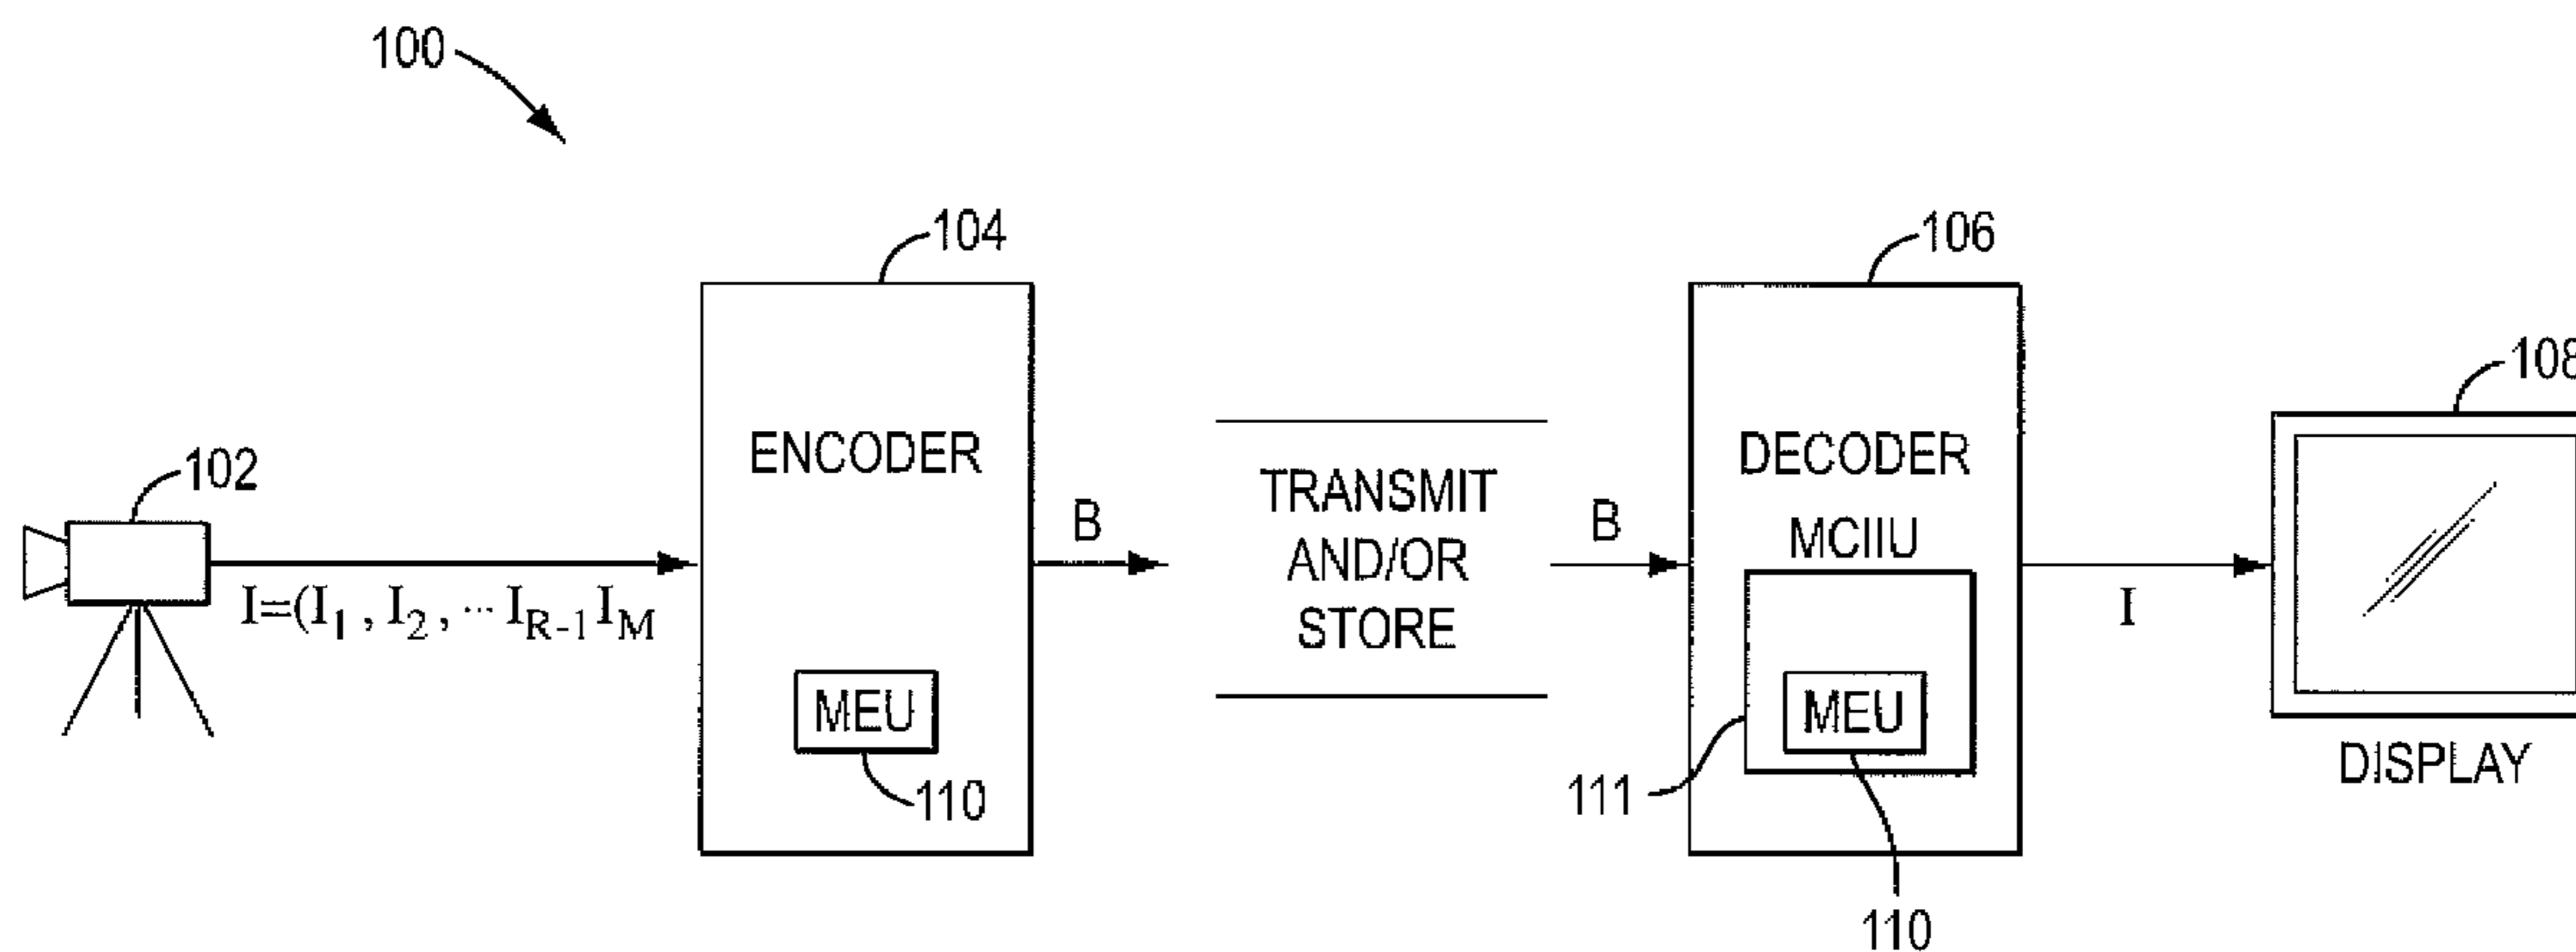 100
104
106
108
102
ENCODER
DECODER
TRANSMIT
AND/OR
STORE
B
B
MCIIU
I=(I1 , I2 , ... IR-1 IM
I
MEU
MEU
111
110
DISPLAY
110